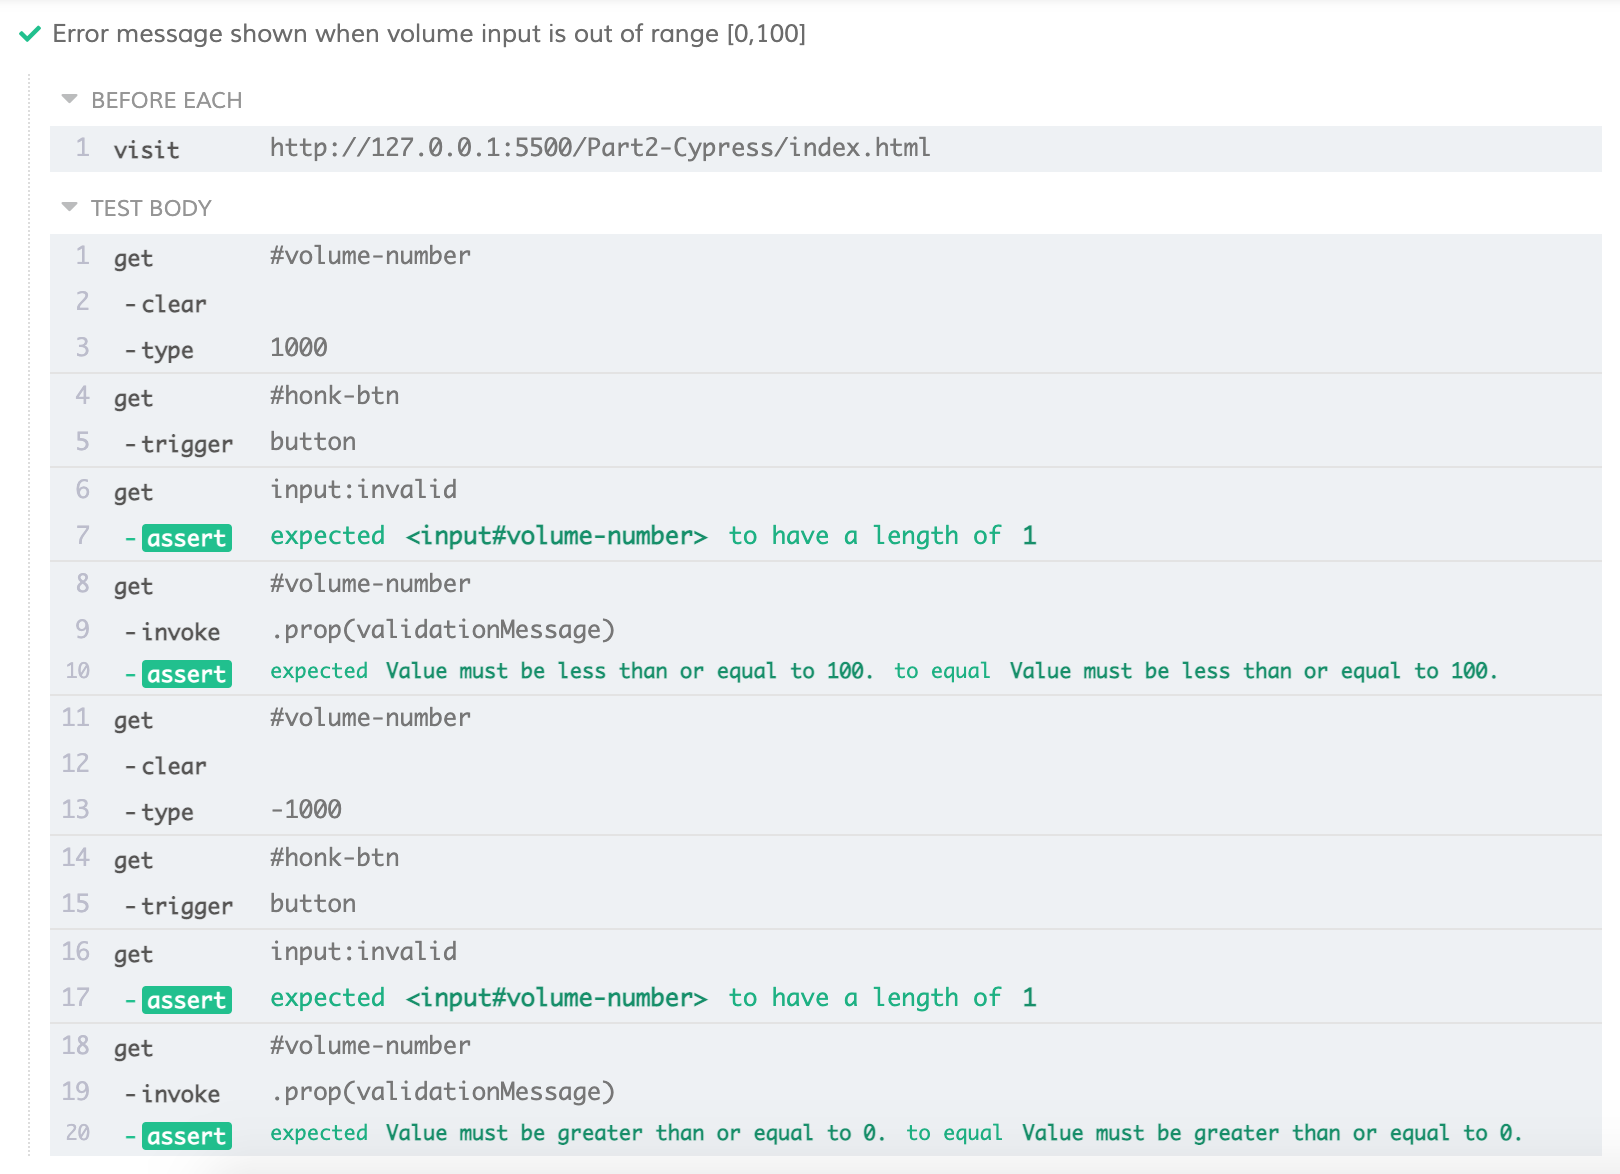 Error message shown when volume input is out of range [0,100]
BEFORE EACH
1 visit http://127.0.0.1:5500/Part2-Cypress/index.html
TEST BODY
1 get #volume-number
2 -clear
3 -type 1000
4 get #honk-btn
5 -trigger button
6 get input:invalid
7 -assert expected <input#volume-number> to have a length of 1
8 get #volume-number
9 -invoke .prop(validationMessage)
10 -assert expected Value must be less than or equal to 100. to equal Value must be less than or equal to 100.
11 get #volume-number
12 -clear
13 -type -1000
14 get #honk-btn
15 -trigger button
16 get input:invalid
17 -assert expected <input#volume-number> to have a length of 1
18 get #volume-number
19 -invoke .prop(validationMessage)
20 -assert expected Value must be greater than or equal to 0. to equal Value must be greater than or equal to 0.